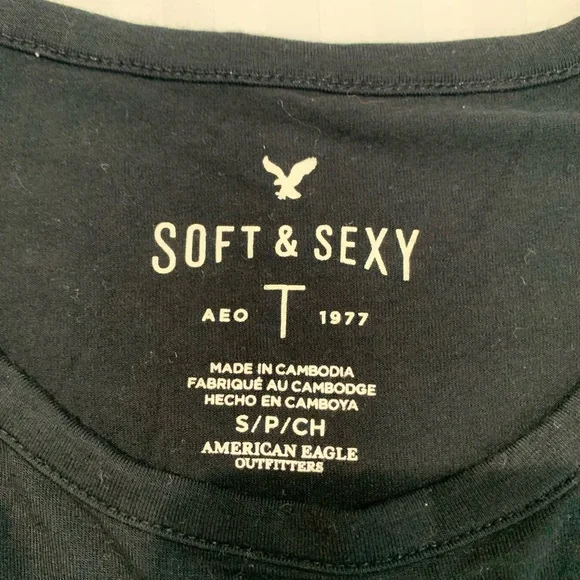 SOFT & SEXY
AEO T 1977
MADE IN CAMBODIA
FABRIQUÉ AU CAMBODGE
HECHO EN CAMBOYA
S/P/CH
AMERICAN EAGLE
OUTFITTERS